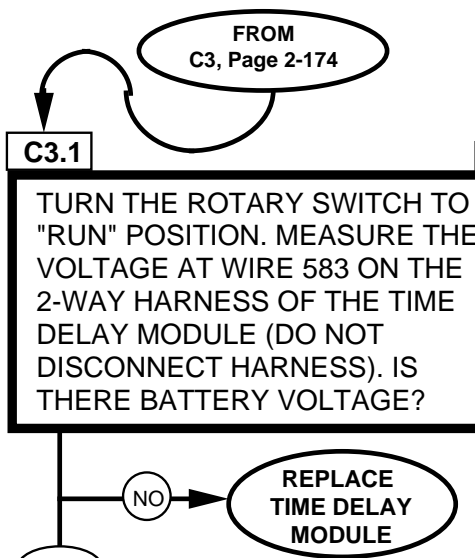 FROM
C3, Page 2-174
C3.1
TURN THE ROTARY SWITCH TO
"RUN" POSITION. MEASURE THE
VOLTAGE AT WIRE 583 ON THE
2-WAY HARNESS OF THE TIME
DELAY MODULE (DO NOT
DISCONNECT HARNESS). IS
THERE BATTERY VOLTAGE?
NO
REPLACE
TIME DELAY
MODULE